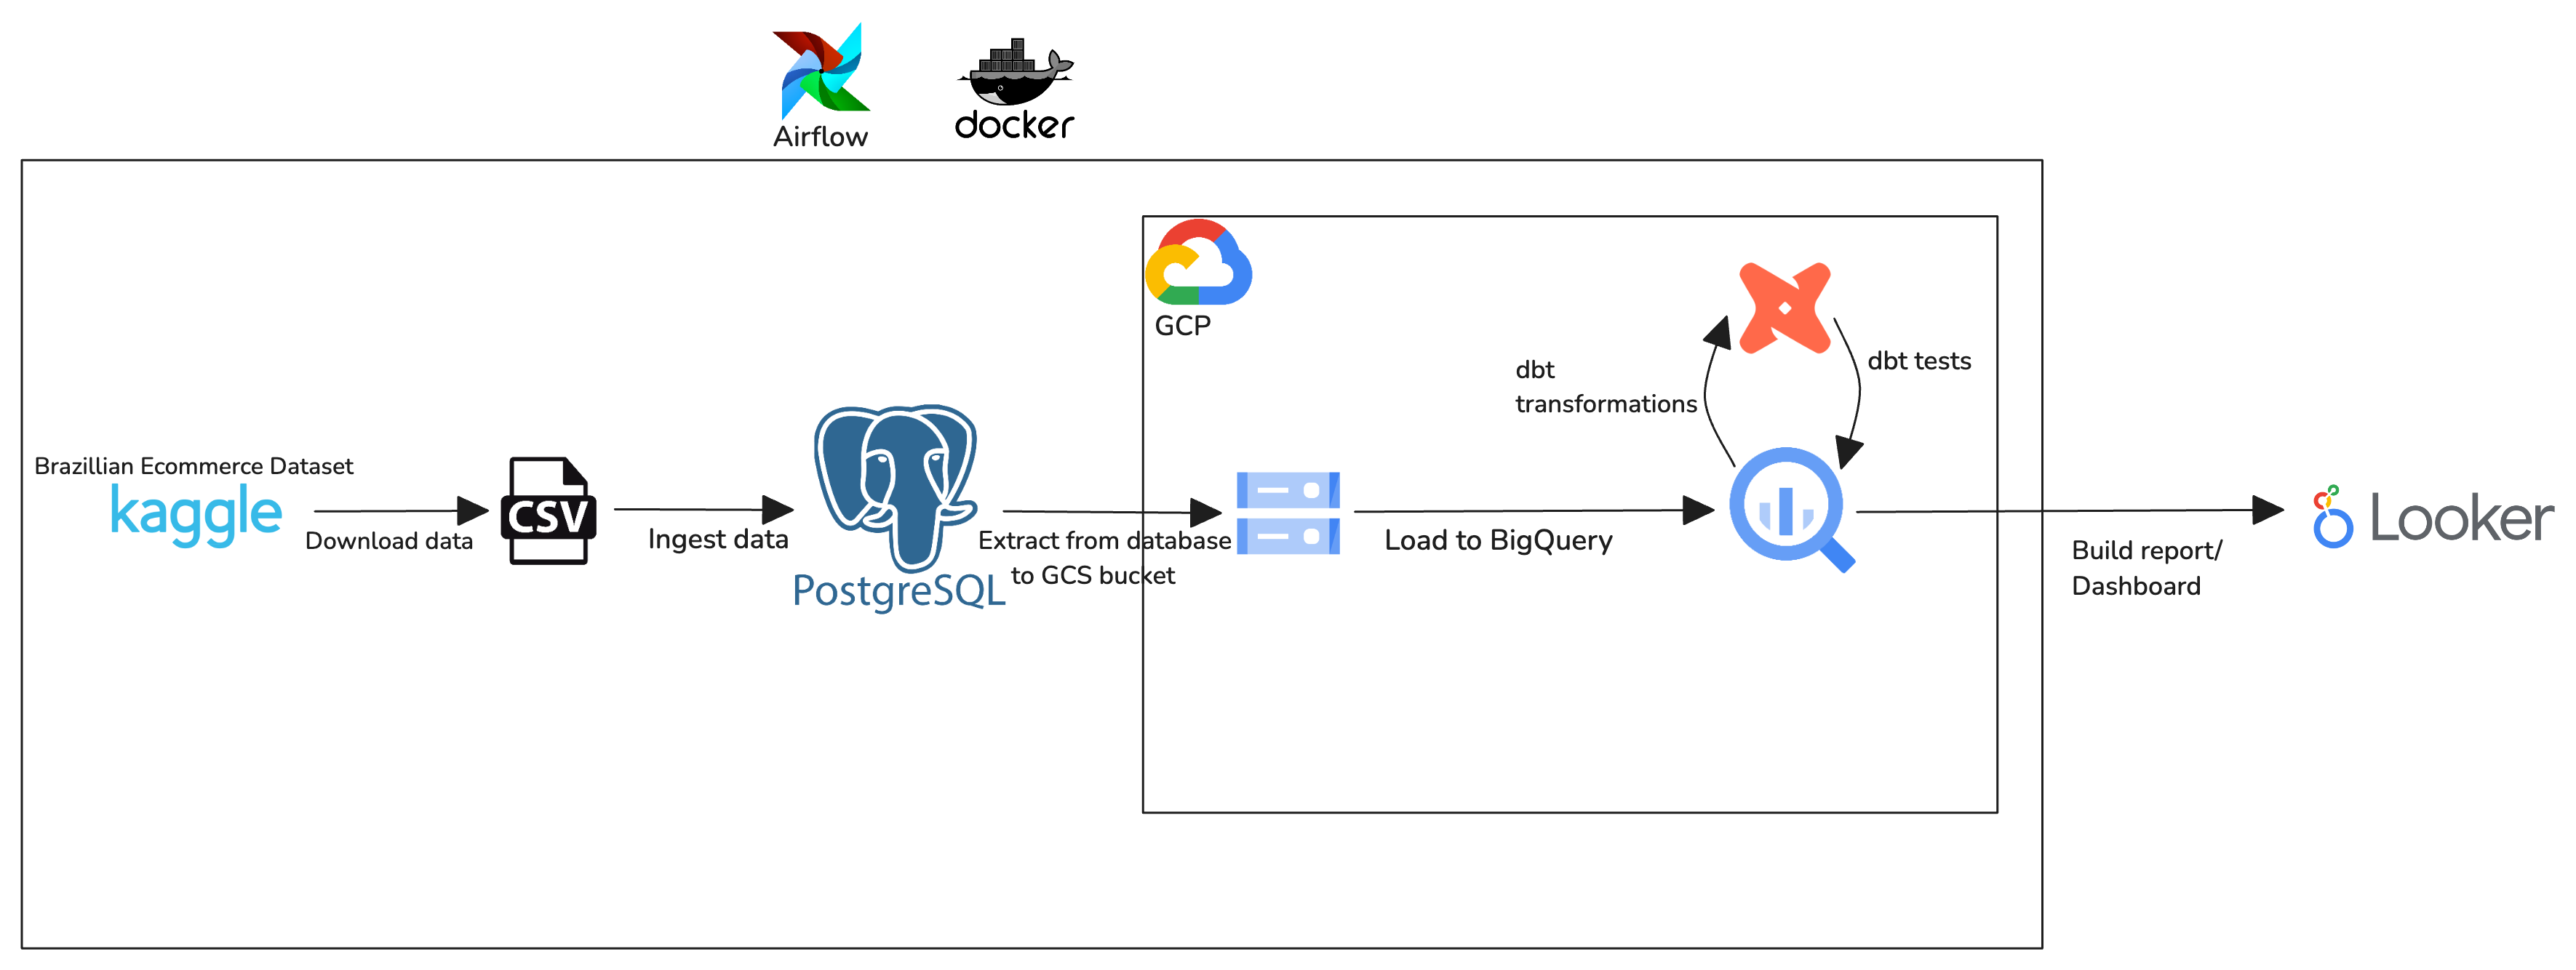 Airflow
docker
GCP
dbt
transformations
dbt tests
Brazillian Ecommerce Dataset
kaggle
Download data
CSV
Ingest data
PostgreSQL
Extract from database
to GCS bucket
Load to BigQuery
Build report/
Dashboard
Looker